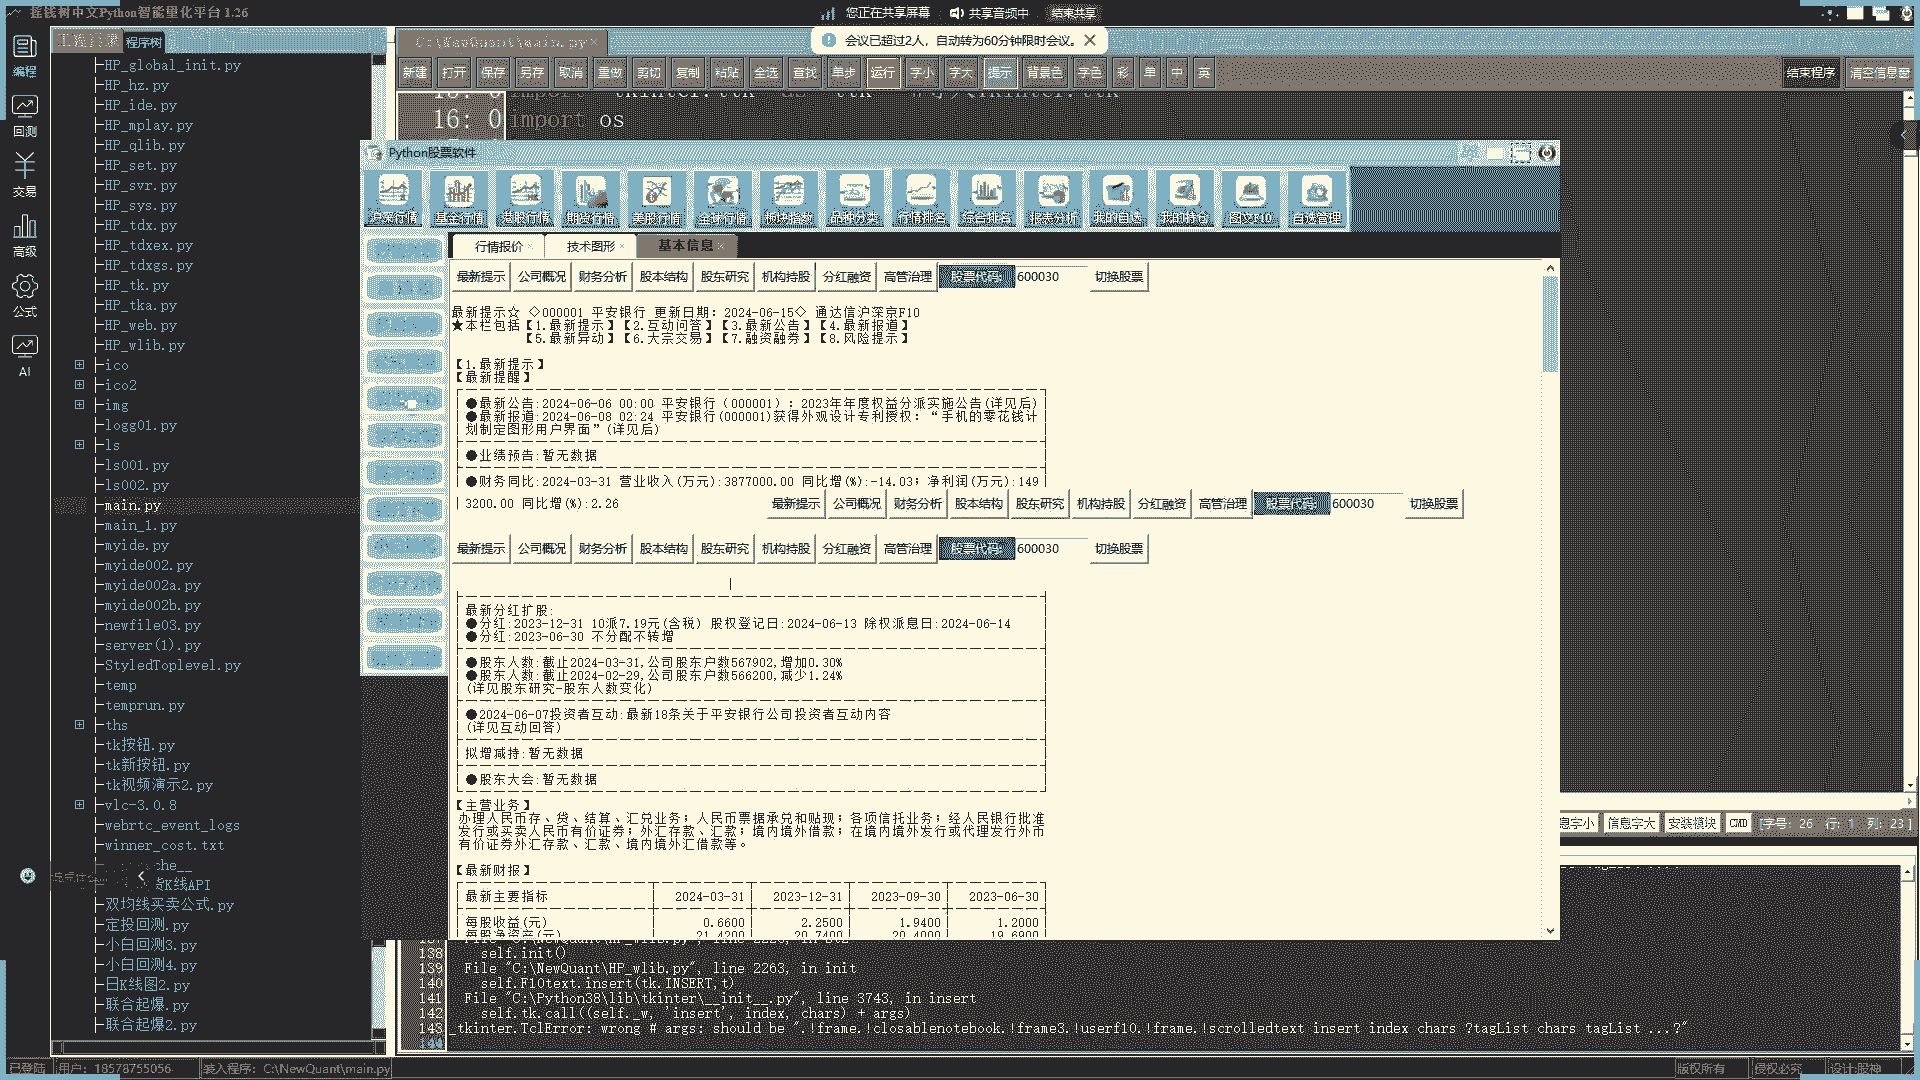 摇钱树中文Python智能量化平台 1.26
您正在共享屏幕
共享音频中
结束共享
会议已超过2人，自动转为60分钟限时会议。
工程目录 程序树
C:\NewQuant\main.py
新建 打开 保存 另存 取消 重做 剪切 复制 粘贴 全选 查找 单步 运行 字小 字大 提示 背景色 字色 彩 单 中 英
结束程序 清空信息窗
编程
回测
交易
高级
公式
AI
HP_global_init.py
HP_hz.py
HP_ide.py
HP_mplay.py
HP_qlib.py
HP_set.py
HP_svr.py
HP_sys.py
HP_tdx.py
HP_tdxex.py
HP_tdxgs.py
HP_tk.py
HP_tka.py
HP_web.py
HP_wlib.py
ico
ico2
img
logg01.py
ls
ls001.py
ls002.py
main.py
main_1.py
myide.py
myide002.py
myide002a.py
myide002b.py
newfile03.py
server(1).py
StyledToplevel.py
temp
temprun.py
ths
tk按钮.py
tk新按钮.py
tk视频演示2.py
vlc-3.0.8
webrtc_event_logs
winner_cost.txt
che__
货K线API
双均线买卖公式.py
定投回测.py
小白回测3.py
小白回测4.py
日K线图2.py
联合起爆.py
联合起爆2.py
16: 0 import os
Python股票软件
沪深行情 基金行情 港股行情 期货行情 美股行情 全球行情 板块指数 品种分类 行情排名 综合排名 报表分析 我的自选 我的持仓 图文F10 自选管理
行情报价 技术图形 基本信息
最新提示 公司概况 财务分析 股本结构 股东研究 机构持股 分红融资 高管治理 股票代码: 600030 切换股票
最新提示☆ ◇000001 平安银行 更新日期: 2024-06-15◇ 通达信沪深京F10
★本栏包括【1.最新提示】【2.互动问答】【3.最新公告】【4.最新报道】
【5.最新异动】【6.大宗交易】【7.融资融券】【8.风险提示】
【1.最新提示】
【最新提醒】
●最新公告:2024-06-06 00:00 平安银行（000001）: 2023年年度权益分派实施公告(详见后)
●最新报道:2024-06-08 02:24 平安银行(000001)获得外观设计专利授权: “手机的零花钱计
划制定图形用户界面”(详见后)
●业绩预告:暂无数据
●财务同比:2024-03-31 营业收入(万元):3877000.00 同比增(%):-14.03; 净利润(万元):149
3200.00 同比增(%):2.26
最新提示 公司概况 财务分析 股本结构 股东研究 机构持股 分红融资 高管治理 股票代码: 600030 切换股票
最新提示 公司概况 财务分析 股本结构 股东研究 机构持股 分红融资 高管治理 股票代码: 600030 切换股票
最新分红扩股:
●分红:2023-12-31 10派7.19元(含税) 股权登记日:2024-06-13 除权派息日:2024-06-14
●分红:2023-06-30 不分配不转增
●股东人数:截止2024-03-31,公司股东户数567902,增加0.30%
●股东人数:截止2024-02-29,公司股东户数566200,减少1.24%
(详见股东研究-股东人数变化)
●2024-06-07投资者互动:最新18条关于平安银行公司投资者互动内容
(详见互动回答)
拟增减持:暂无数据
●股东大会:暂无数据
【主营业务】
办理人民币存、贷、结算、汇兑业务; 人民币票据承兑和贴现; 各项信托业务; 经人民银行批准
发行或买卖人民币有价证券; 外汇存款、汇款; 境内境外借款; 在境内境外发行或代理发行外币
有价证券外汇存款、汇款、境内境外汇借款等。
【最新财报】
最新主要指标 2024-03-31 2023-12-31 2023-09-30 2023-06-30
每股收益(元) 0.6600 2.2500 1.9400 1.2000
每股净资产(元) 21.4200 20.7400 20.4000 19.6900
息字小 信息字大 安装模块 CMD [字号: 26 行: 1 列: 23 ]
138 self.init()
139 File "C:\NewQuant\HP_wlib.py", line 2263, in init
140 self.F10text.insert(tk.INSERT,t)
141 File "C:\Python38\lib\tkinter\__init__.py", line 3743, in insert
142 self.tk.call((self._w, 'insert', index, chars) + args)
143 _tkinter.TclError: wrong # args: should be ".!frame.!closablenotebook.!frame3.!userf10.!frame.!scrolledtext insert index chars ?tagList chars tagList ...?"
144
已登陆 用户: 18578755056 装入程序: C:\NewQuant\main.py
版权所有 侵权必究 设计:股神